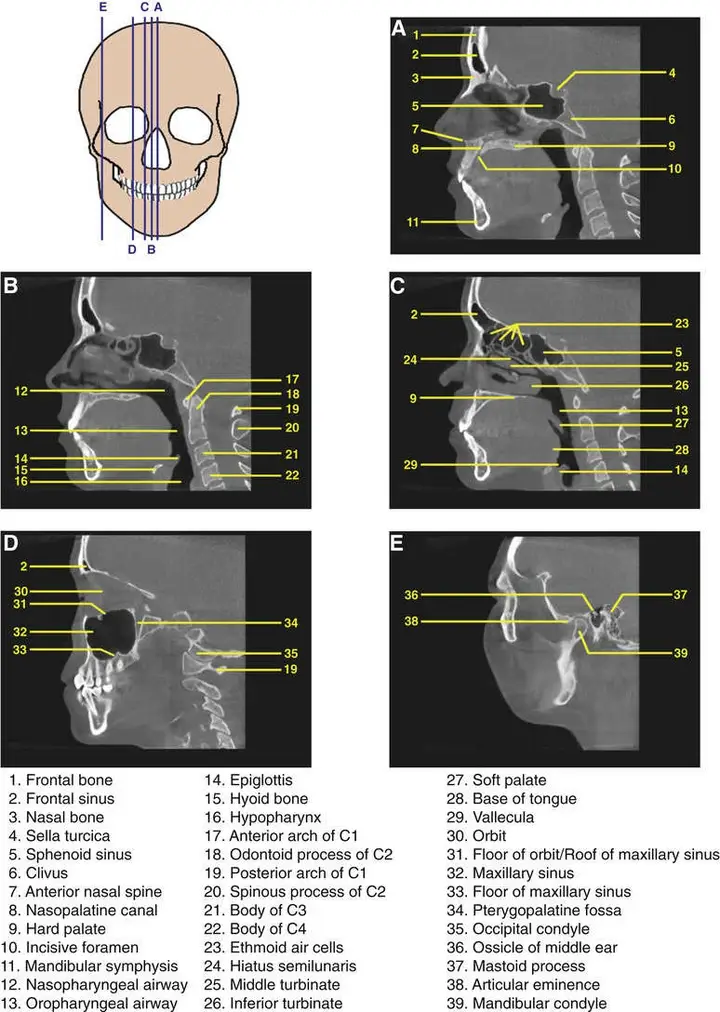 E C B A
D B
A
1
2
3
4
5
6
7
8
9
10
11
B
12
13
14
15
16
17
18
19
20
21
22
C
2
24
9
29
23
5
25
26
13
27
28
14
D
2
30
31
32
33
34
35
19
E
36
38
37
39
1. Frontal bone
2. Frontal sinus
3. Nasal bone
4. Sella turcica
5. Sphenoid sinus
6. Clivus
7. Anterior nasal spine
8. Nasopalatine canal
9. Hard palate
10. Incisive foramen
11. Mandibular symphysis
12. Nasopharyngeal airway
13. Oropharyngeal airway
14. Epiglottis
15. Hyoid bone
16. Hypopharynx
17. Anterior arch of C1
18. Odontoid process of C2
19. Posterior arch of C1
20. Spinous process of C2
21. Body of C3
22. Body of C4
23. Ethmoid air cells
24. Hiatus semilunaris
25. Middle turbinate
26. Inferior turbinate
27. Soft palate
28. Base of tongue
29. Vallecula
30. Orbit
31. Floor of orbit/Roof of maxillary sinus
32. Maxillary sinus
33. Floor of maxillary sinus
34. Pterygopalatine fossa
35. Occipital condyle
36. Ossicle of middle ear
37. Mastoid process
38. Articular eminence
39. Mandibular condyle